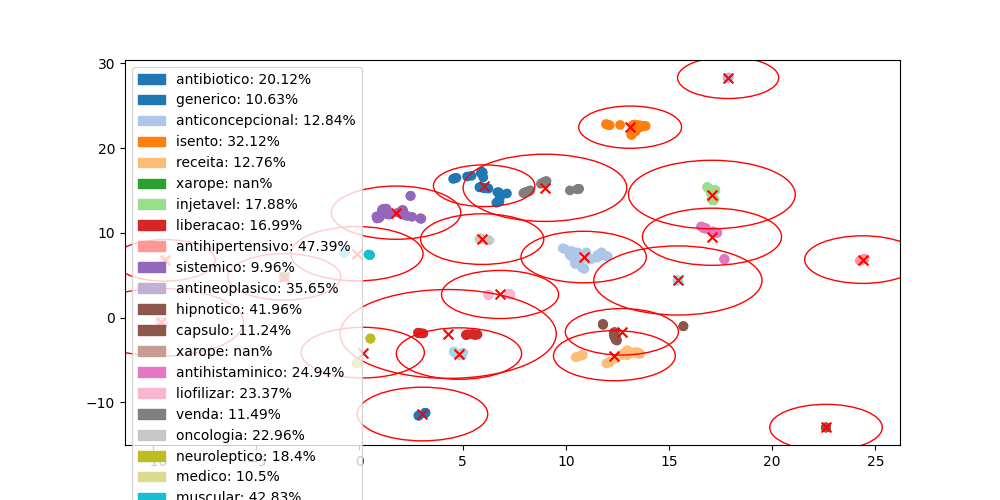 30
20
10
0
−10
antibiotico: 20.12%
generico: 10.63%
anticoncepcional: 12.84%
isento: 32.12%
receita: 12.76%
xarope: nan%
injetavel: 17.88%
liberacao: 16.99%
antihipertensivo: 47.39%
sistemico: 9.96%
antineoplasico: 35.65%
hipnotico: 41.96%
capsulo: 11.24%
xarope: nan%
antihistaminico: 24.94%
liofilizar: 23.37%
venda: 11.49%
oncologia: 22.96%
neuroleptico: 18.4%
medico: 10.5%
muscular: 42.83%
−10 −5 0 5 10 15 20 25